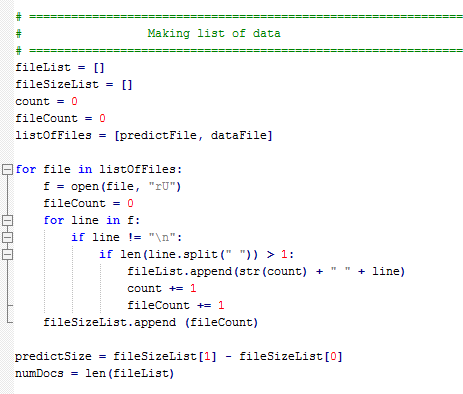 # ====================================================
# Making list of data
# ====================================================
fileList = []
fileSizeList = []
count = 0
fileCount = 0
listOfFiles = [predictFile, dataFile]
for file in listOfFiles:
    f = open(file, "rU")
    fileCount = 0
    for line in f:
        if line != "\n":
            if len(line.split(" ")) > 1:
                fileList.append(str(count) + " " + line)
                count += 1
                fileCount += 1
    fileSizeList.append (fileCount)
predictSize = fileSizeList[1] - fileSizeList[0]
numDocs = len(fileList)